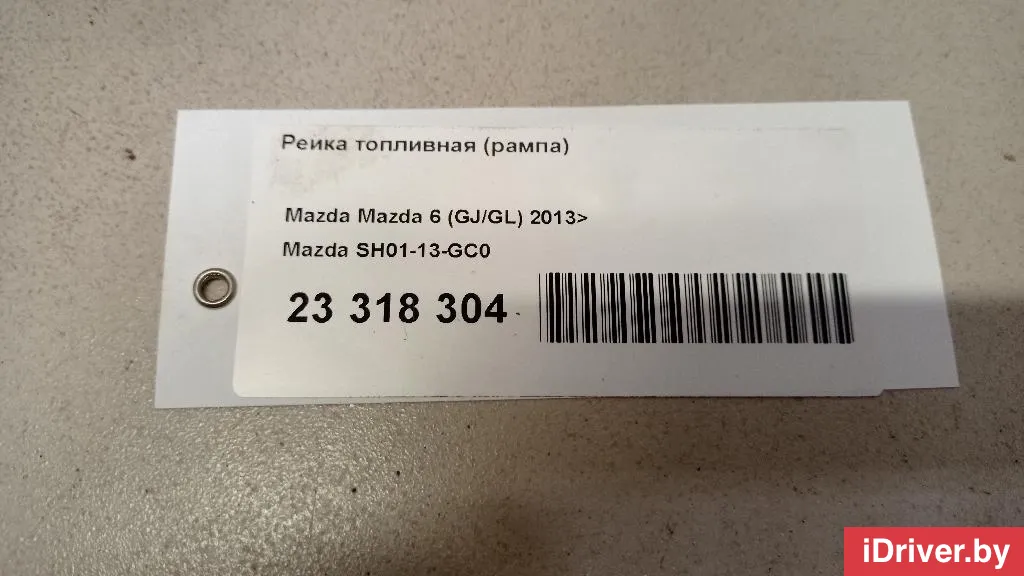 Рейка топливная (рампа)
Mazda Mazda 6 (GJ/GL) 2013>
Mazda SH01-13-GC0
23 318 304
iDriver.by